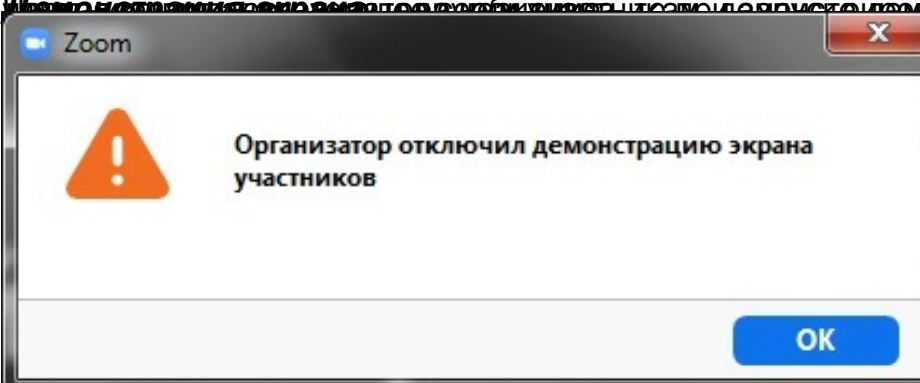 Zoom
Организатор отключил демонстрацию экрана
участников
OK